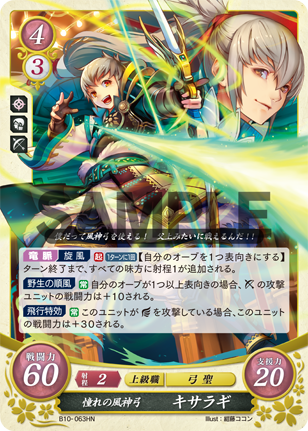 4
3
SAMPLE
僕だって風神弓を使える！ 父上みたいに戦えるんだ！！
竜脈 旋風 起 1ターンに1回 【自分のオーブを1つ表向きにする】
ターン終了まで、すべての味方に射程1が追加される。
野生の順風 常 自分のオーブが1つ以上表向きの場合、の攻撃
ユニットの戦闘力は＋10される。
飛行特効 常 このユニットがを攻撃している場合、このユニット
の戦闘力は＋30される。
戦闘力
60
射程 2 上級職 弓聖
支援力
20
憧れの風神弓 キサラギ
B10-063HN
Illust：紺藤ココン